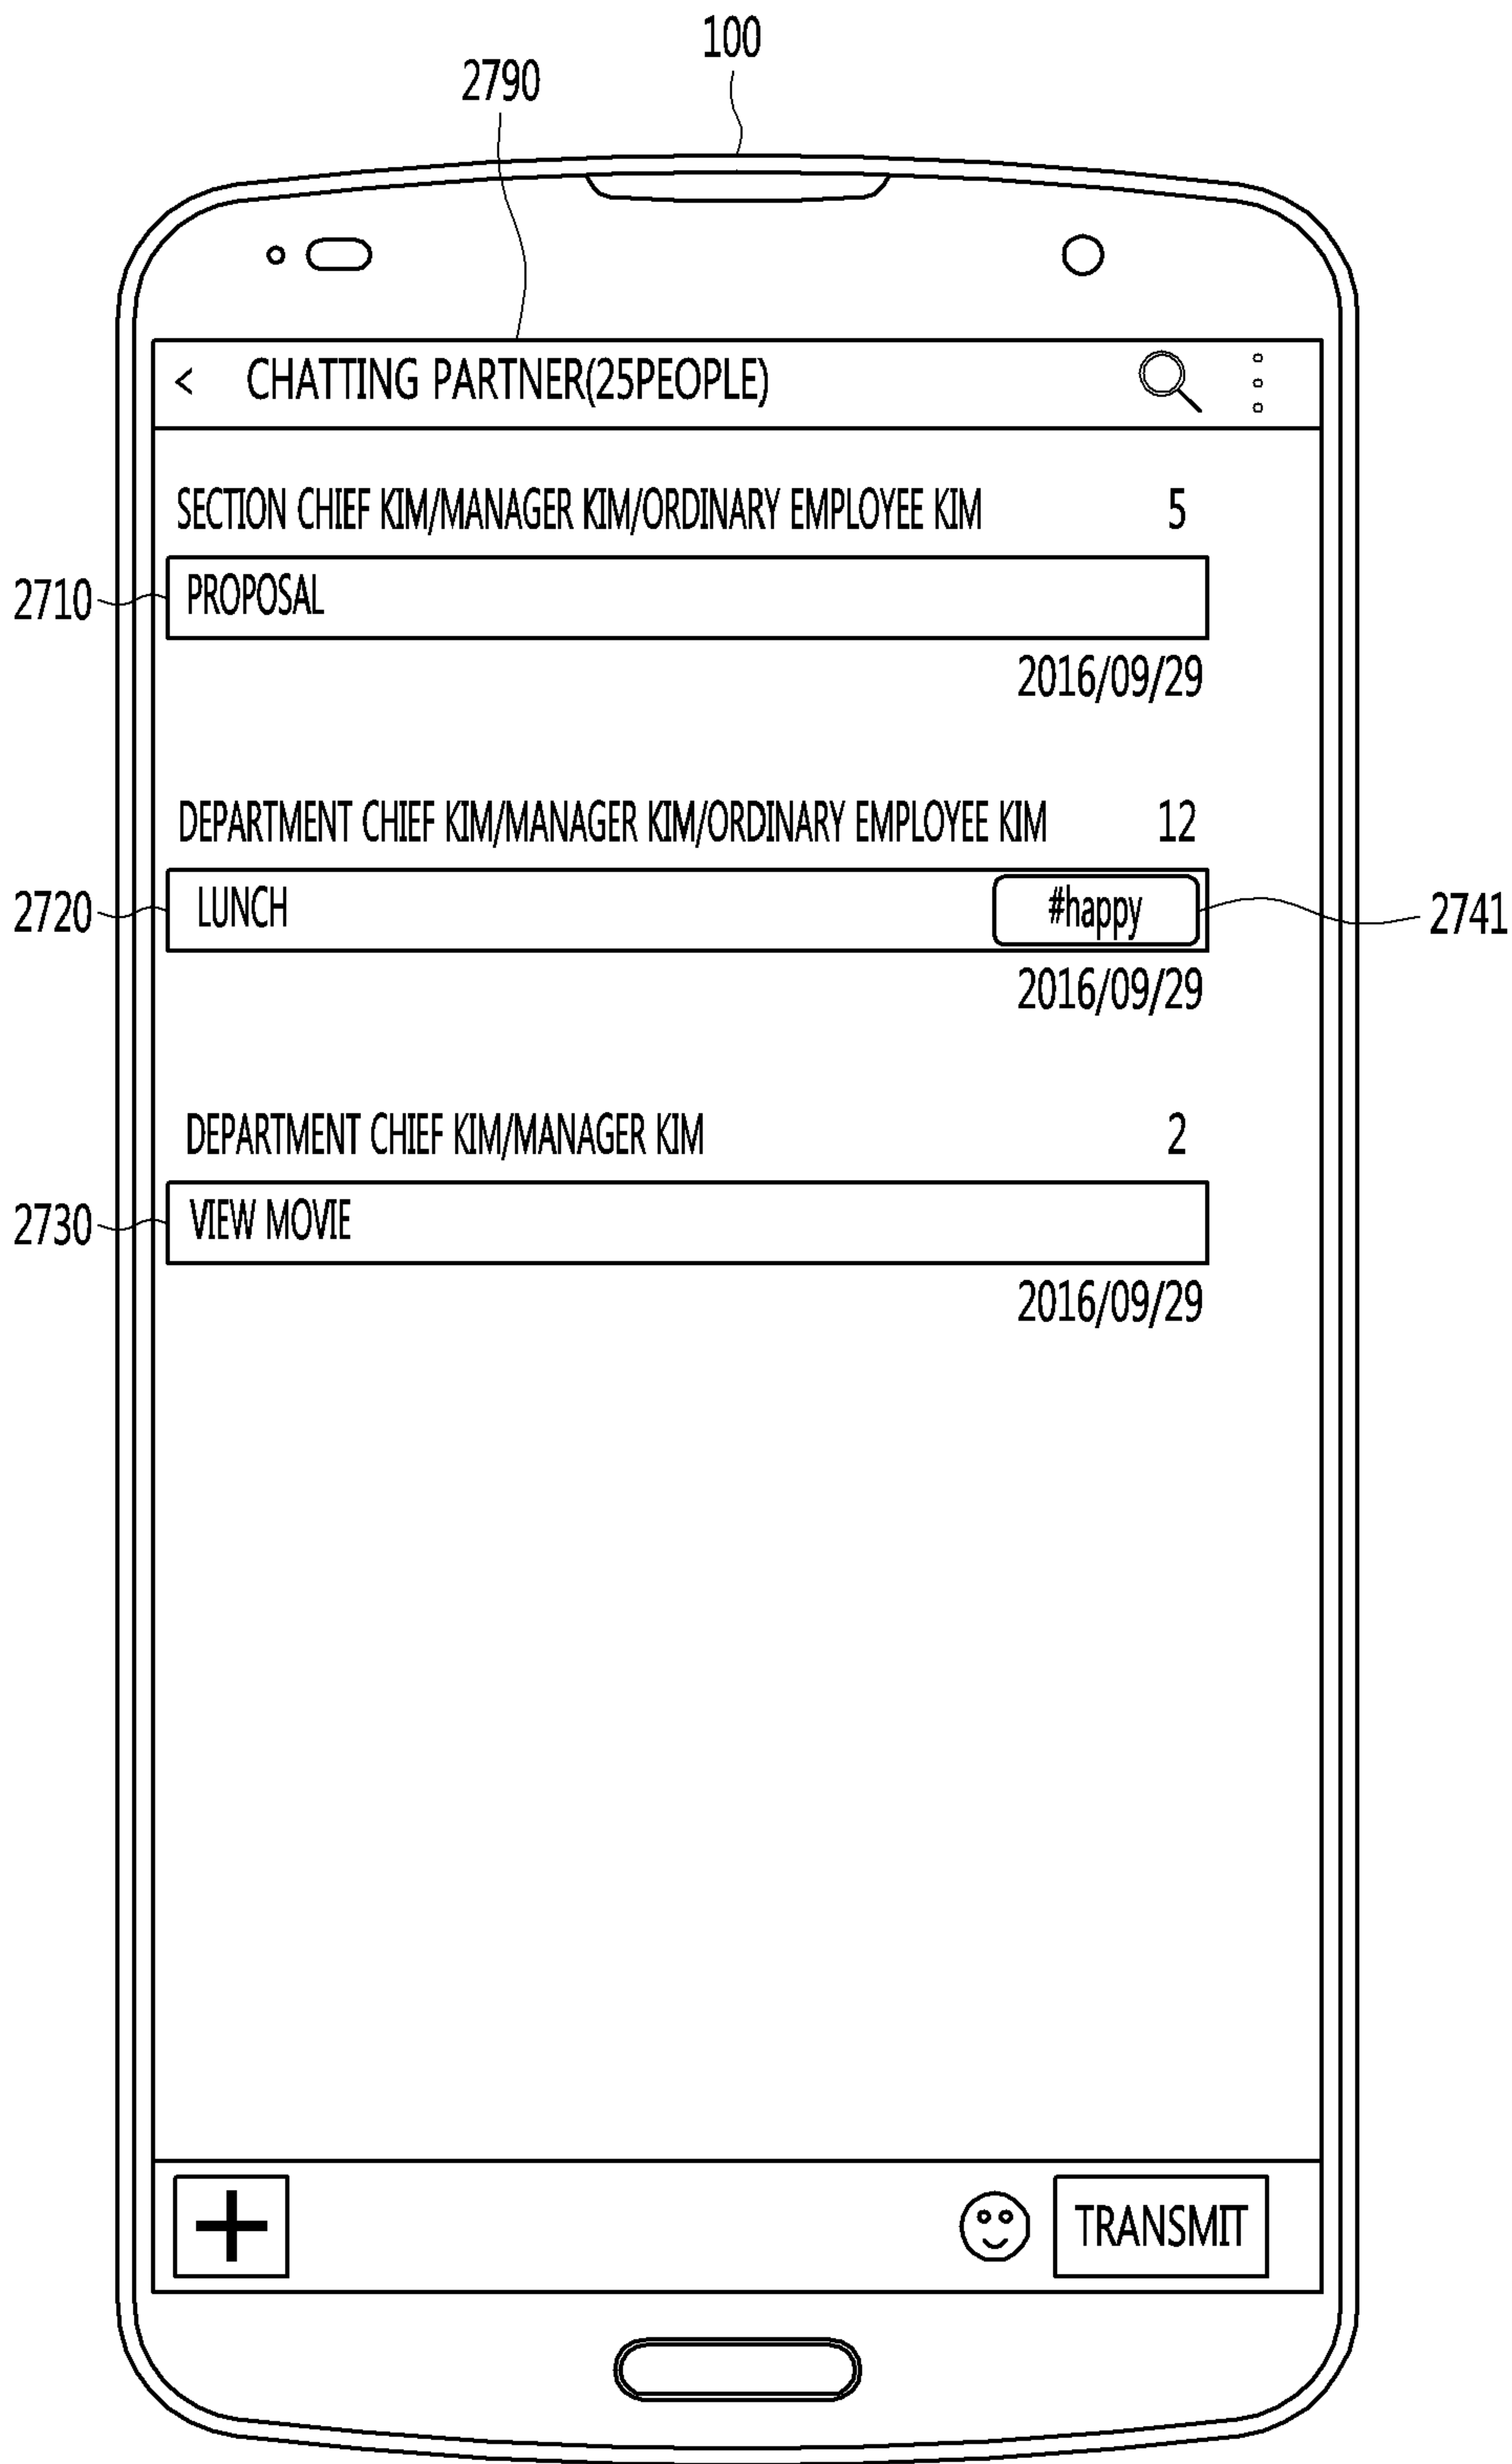 100
2790
< CHATTING PARTNER(25PEOPLE)
SECTION CHIEF KIM/MANAGER KIM/ORDINARY EMPLOYEE KIM 5
2710 PROPOSAL
2016/09/29
DEPARTMENT CHIEF KIM/MANAGER KIM/ORDINARY EMPLOYEE KIM 12
2720 LUNCH #happy 2741
2016/09/29
DEPARTMENT CHIEF KIM/MANAGER KIM 2
2730 VIEW MOVIE
2016/09/29
TRANSMIT